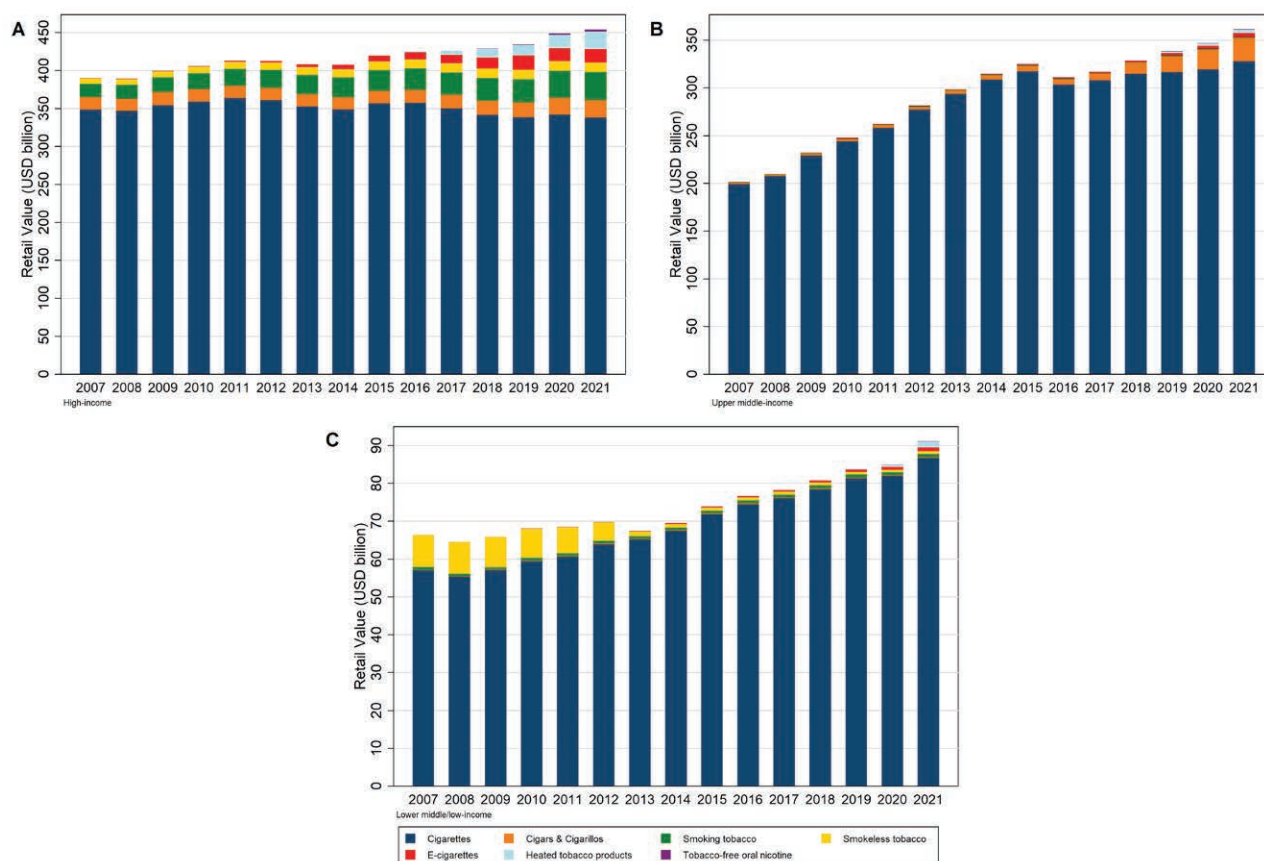 A
Retail Value (USD billion)
450
400
350
300
250
200
150
100
50
0
2007 2008 2009 2010 2011 2012 2013 2014 2015 2016 2017 2018 2019 2020 2021
High-income
B
Retail Value (USD billion)
350
300
250
200
150
100
50
0
2007 2008 2009 2010 2011 2012 2013 2014 2015 2016 2017 2018 2019 2020 2021
Upper middle-income
C
Retail Value (USD billion)
90
80
70
60
50
40
30
20
10
0
2007 2008 2009 2010 2011 2012 2013 2014 2015 2016 2017 2018 2019 2020 2021
Lower middle/low-income
Cigarettes Cigars & Cigarillos Smoking tobacco Smokeless tobacco
E-cigarettes Heated tobacco products Tobacco-free oral nicotine